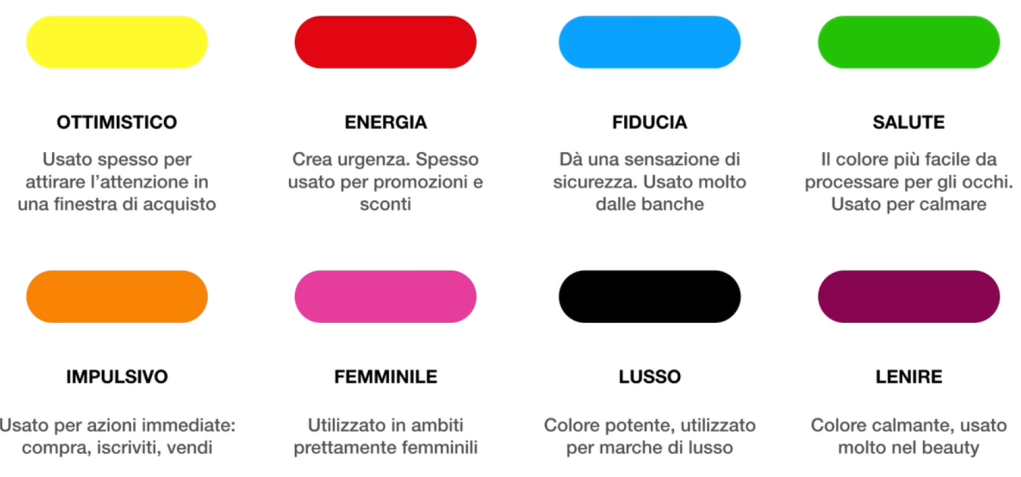 OTTIMISTICO
Usato spesso per
attirare l'attenzione in
una finestra di acquisto
ENERGIA
Crea urgenza. Spesso
usato per promozioni e
sconti
FIDUCIA
Dà una sensazione di
sicurezza. Usato molto
dalle banche
SALUTE
Il colore più facile da
processare per gli occhi.
Usato per calmare
IMPULSIVO
Usato per azioni immediate:
compra, iscriviti, vendi
FEMMINILE
Utilizzato in ambiti
prettamente femminili
LUSSO
Colore potente, utilizzato
per marche di lusso
LENIRE
Colore calmante, usato
molto nel beauty